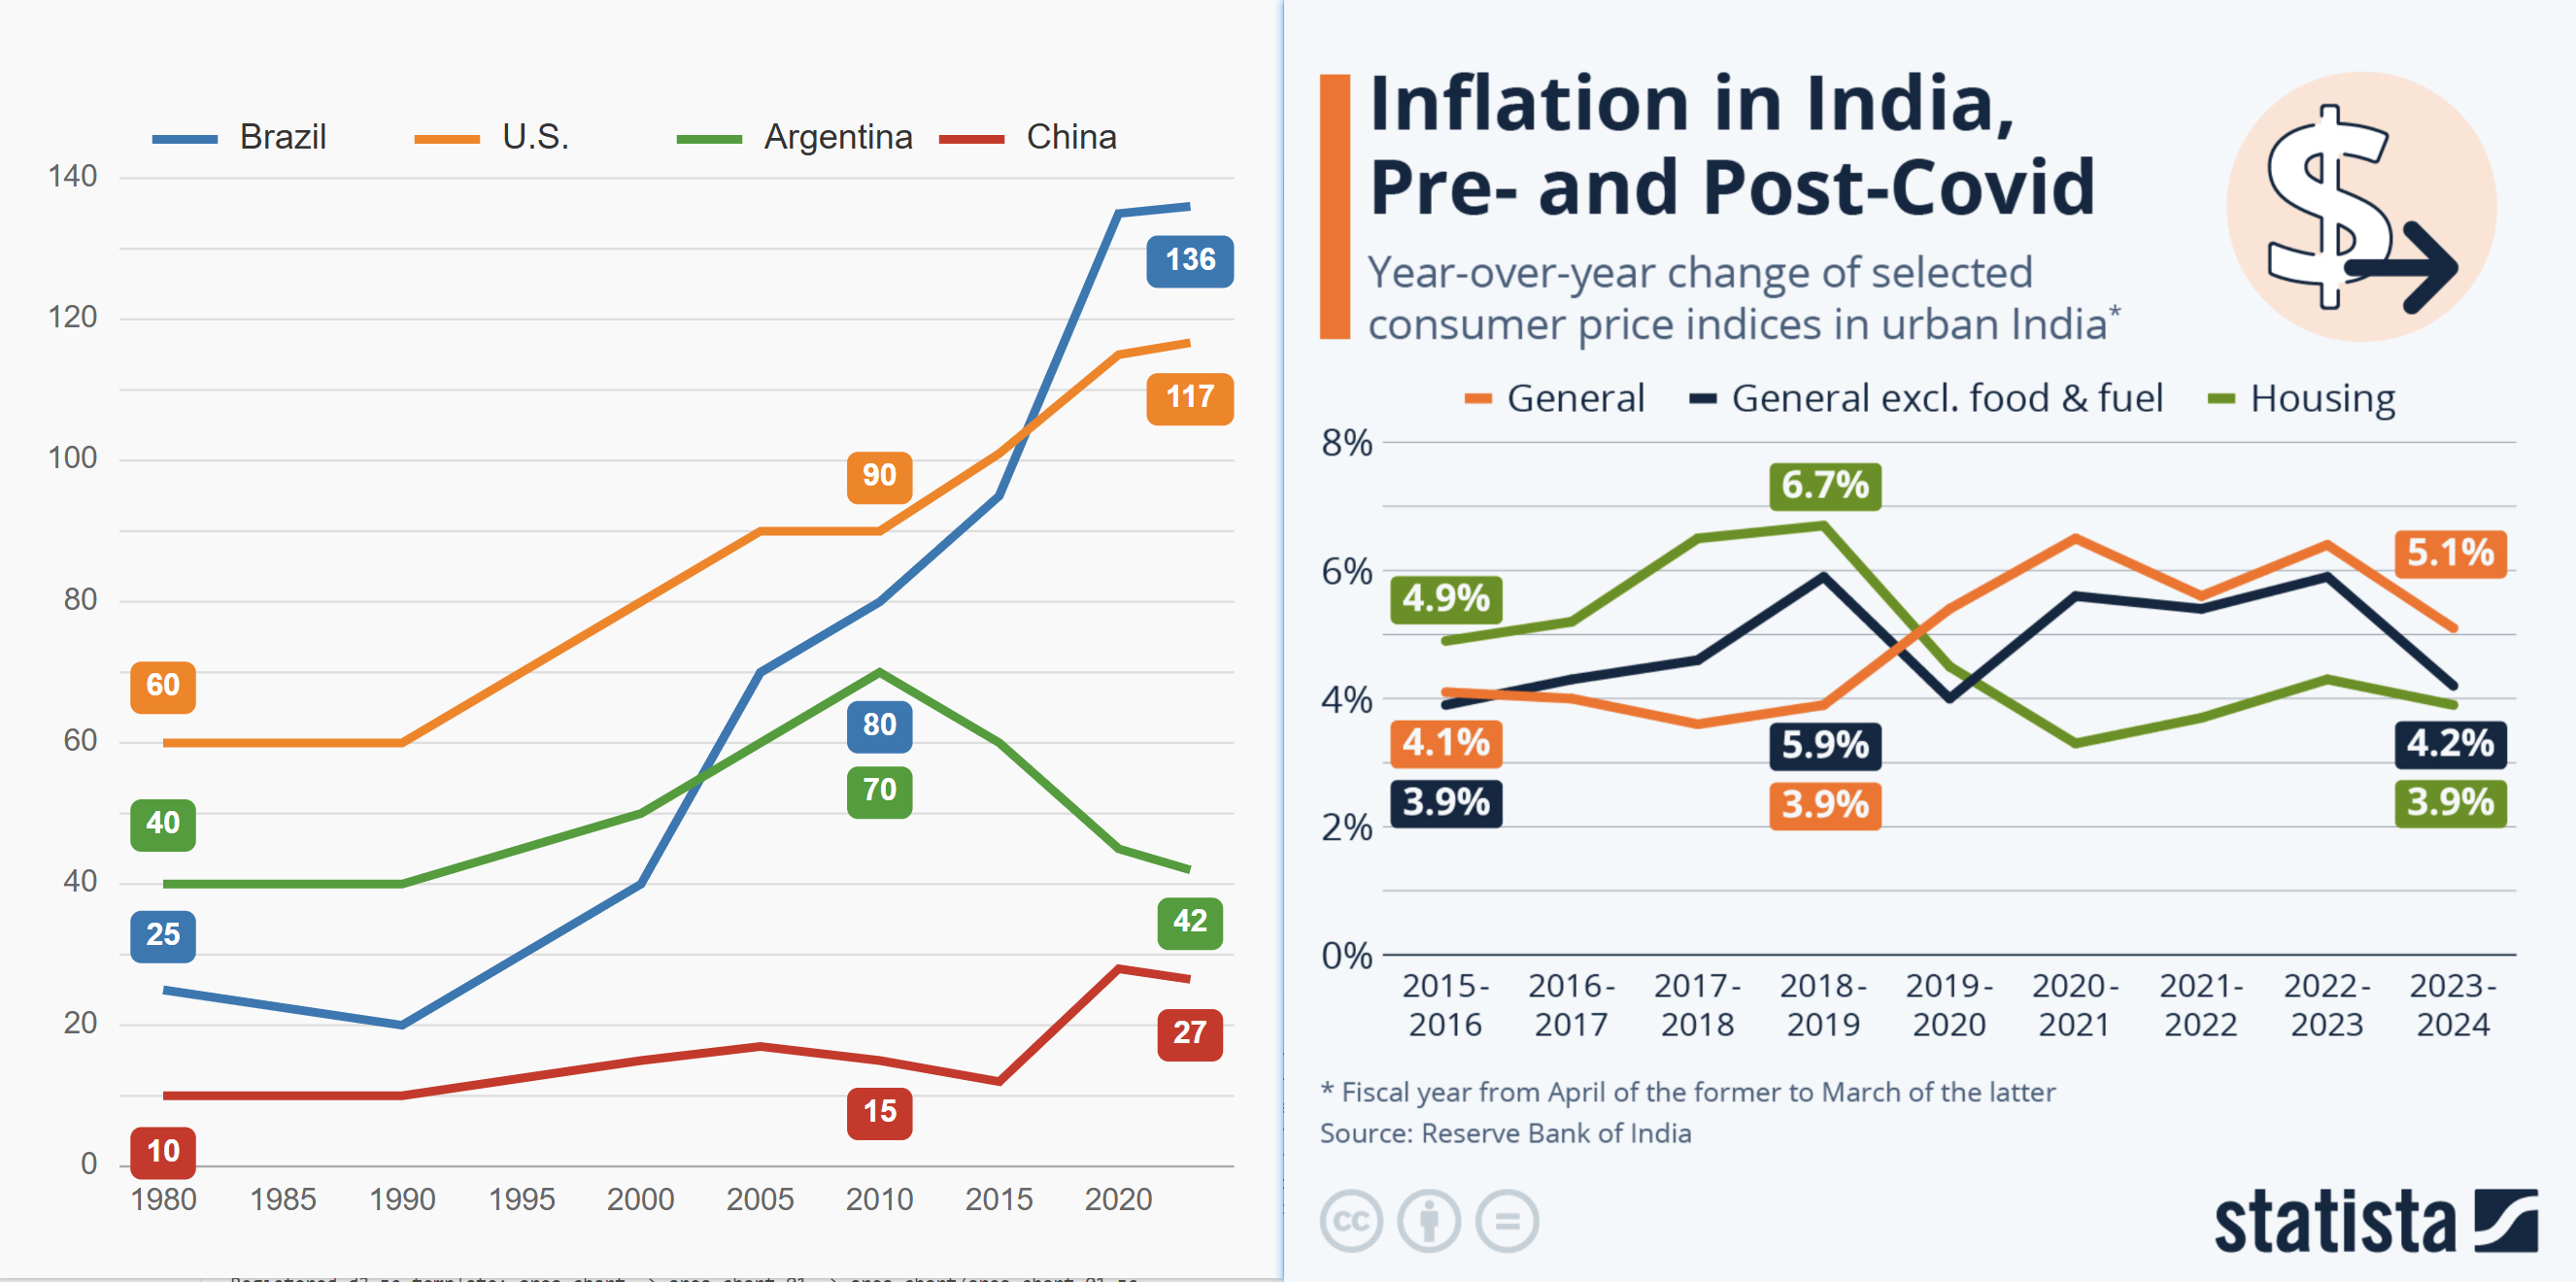 Brazil U.S. Argentina China
140
120
100
80
60
40
20
0
136
117
90
60
40
25
10
80
70
15
42
27
1980 1985 1990 1995 2000 2005 2010 2015 2020
Inflation in India,
Pre- and Post-Covid
Year-over-year change of selected
consumer price indices in urban India*
$
General General excl. food & fuel Housing
8%
6%
4%
2%
0%
6.7%
5.1%
4.9%
4.1%
3.9%
5.9%
3.9%
4.2%
3.9%
2015-2016 2016-2017 2017-2018 2018-2019 2019-2020 2020-2021 2021-2022 2022-2023 2023-2024
* Fiscal year from April of the former to March of the latter
Source: Reserve Bank of India
cc
statista